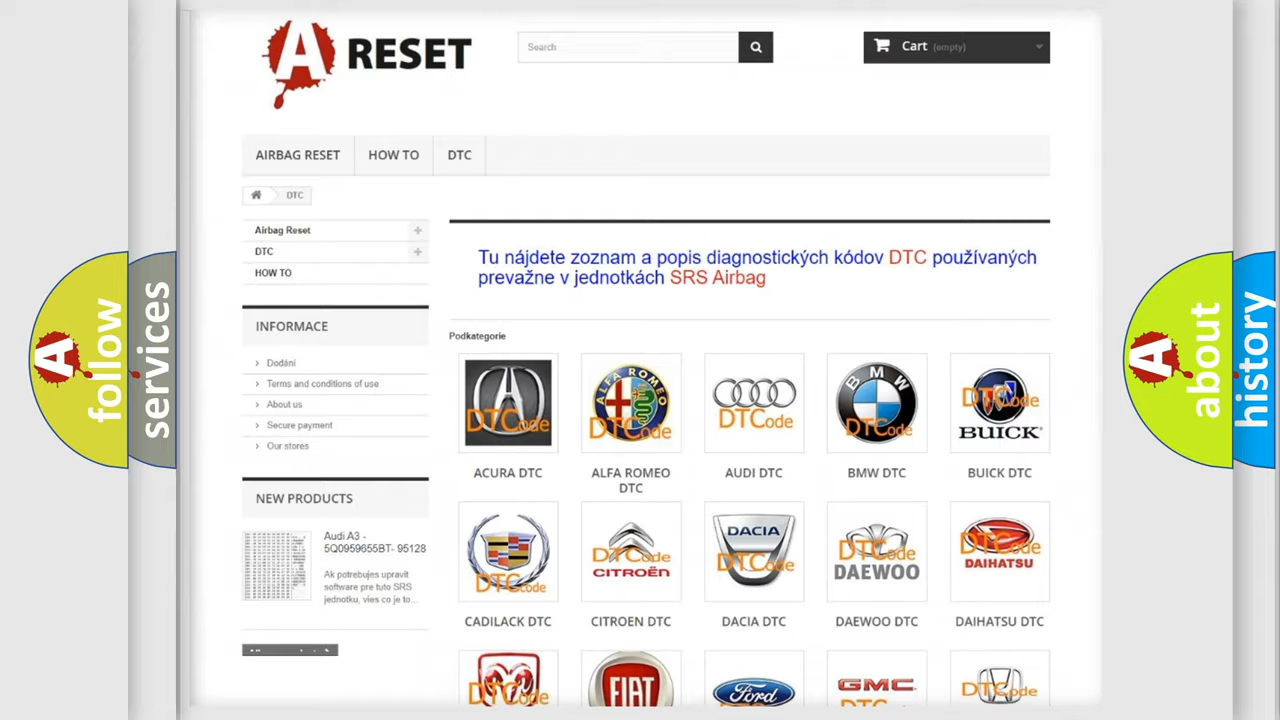 A RESET
Search
Cart (empty)
AIRBAG RESET
HOW TO
DTC
DTC
Airbag Reset
DTC
HOW TO
INFORMACE
Dodání
Terms and conditions of use
About us
Secure payment
Our stores
NEW PRODUCTS
Audi A3 -
5Q0959655BT- 95128
Ak potrebujes upravit
software pre tuto SRS
jednotku, vies co je to...
Tu nájdete zoznam a popis diagnostických kódov DTC používaných
prevažne v jednotkách SRS Airbag
Podkategorie
DTCode
ALFA ROMEO
DTCode
DTCode
BMW
DTCode
DTCode
BUICK
ACURA DTC
ALFA ROMEO
DTC
AUDI DTC
BMW DTC
BUICK DTC
DTCode
DTCode
CITROËN
DACIA
DTCode
DTCode
DAEWOO
DTCode
DAIHATSU
CADILACK DTC
CITROEN DTC
DACIA DTC
DAEWOO DTC
DAIHATSU DTC
DTCode
FIAT
Ford
GMC
DTCode
A follow
services
A about
history